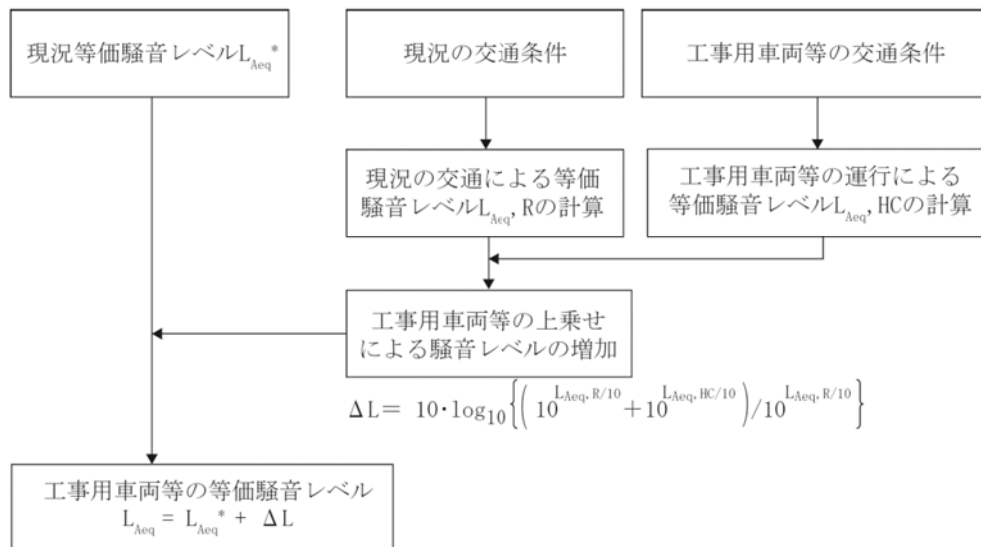 現況等価騒音レベルL_Aeq*
現況の交通条件
工事用車両等の交通条件
現況の交通による等価
騒音レベルL_Aeq,Rの計算
工事用車両等の運行による
等価騒音レベルL_Aeq,HCの計算
工事用車両等の上乗せ
による騒音レベルの増加
ΔL= 10・log₁₀{(10^{L_Aeq,R/10}+10^{L_Aeq,HC/10})/10^{L_Aeq,R/10}}
工事用車両等の等価騒音レベル
L_Aeq = L_Aeq* + ΔL